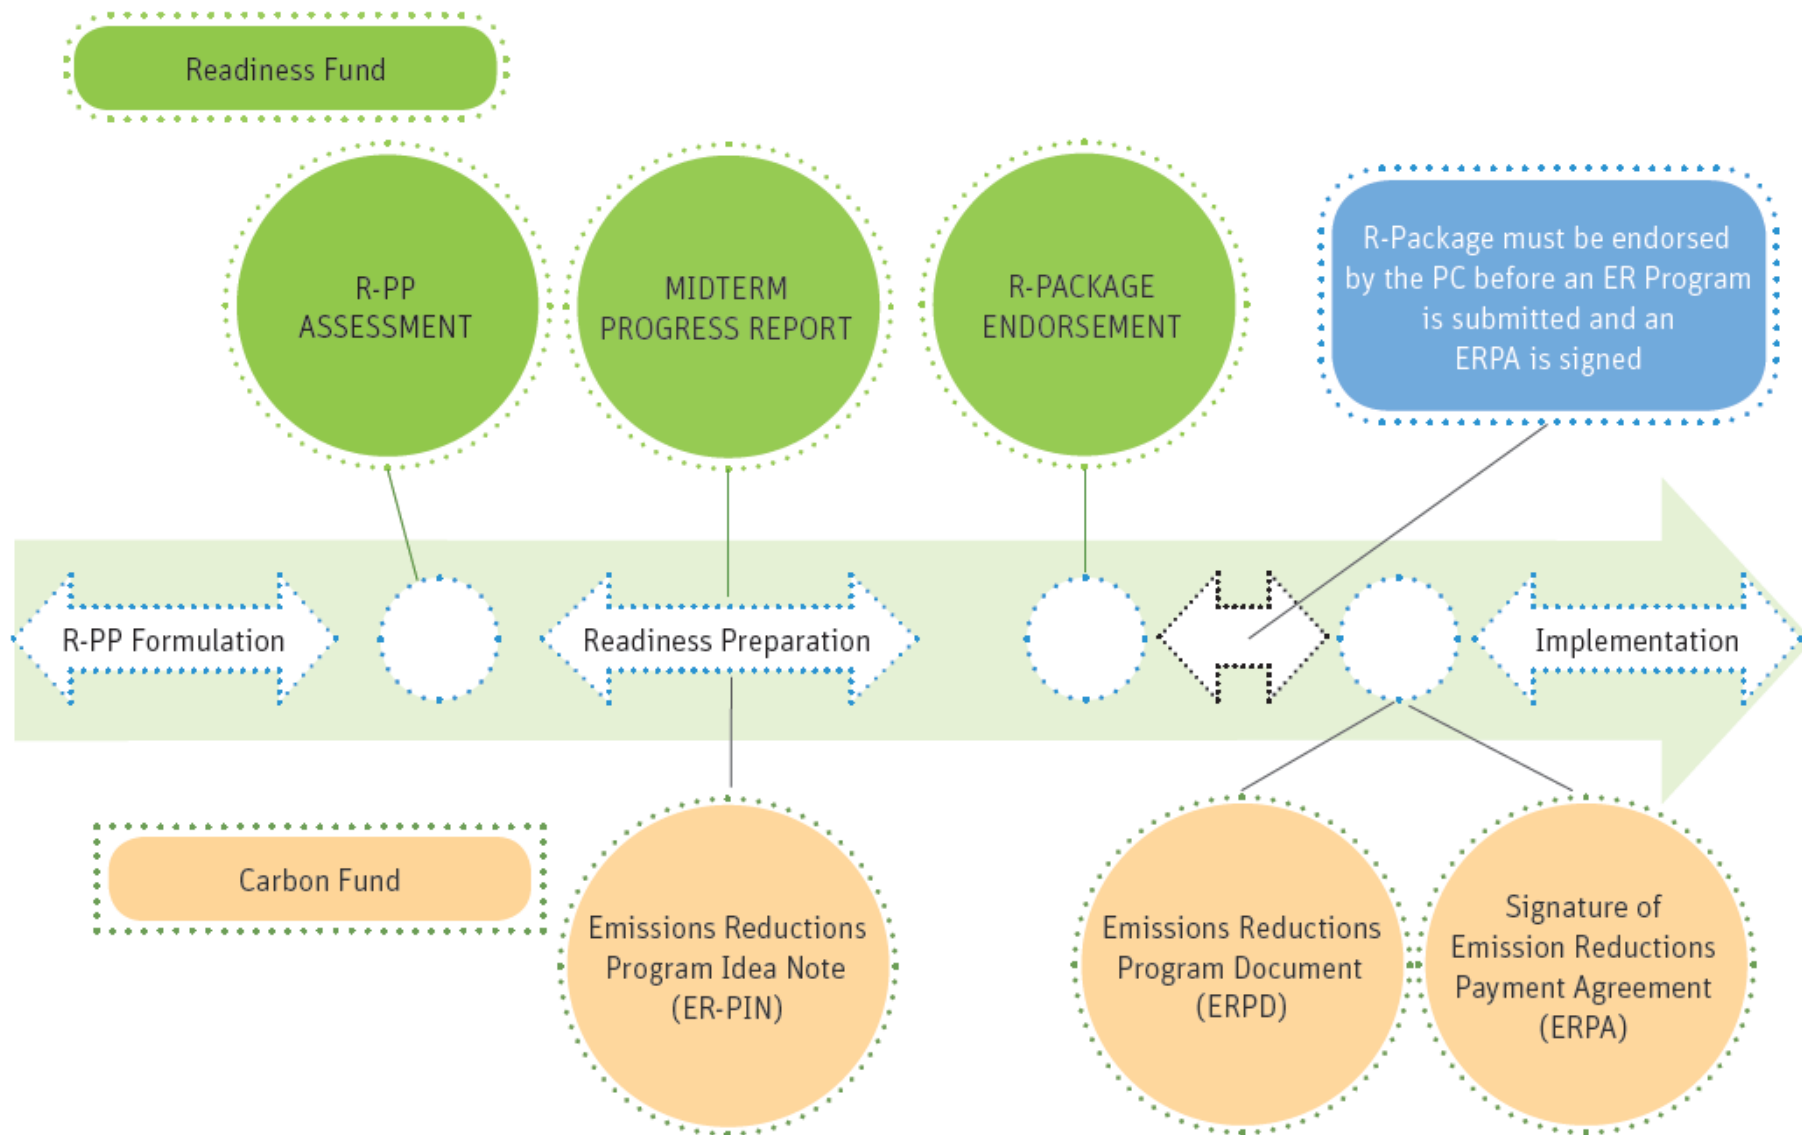 Readiness Fund
R-PP
ASSESSMENT
MIDTERM
PROGRESS REPORT
R-PACKAGE
ENDORSEMENT
R-Package must be endorsed
by the PC before an ER Program
is submitted and an
ERPA is signed
R-PP Formulation
Readiness Preparation
Implementation
Carbon Fund
Emissions Reductions
Program Idea Note
(ER-PIN)
Emissions Reductions
Program Document
(ERPD)
Signature of
Emission Reductions
Payment Agreement
(ERPA)